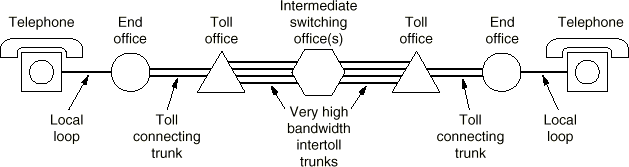 Telephone
End
office
Toll
office
Intermediate
switching
office(s)
Toll
office
End
office
Telephone
Local
loop
Toll
connecting
trunk
Very high
bandwidth
intertoll
trunks
Toll
connecting
trunk
Local
loop